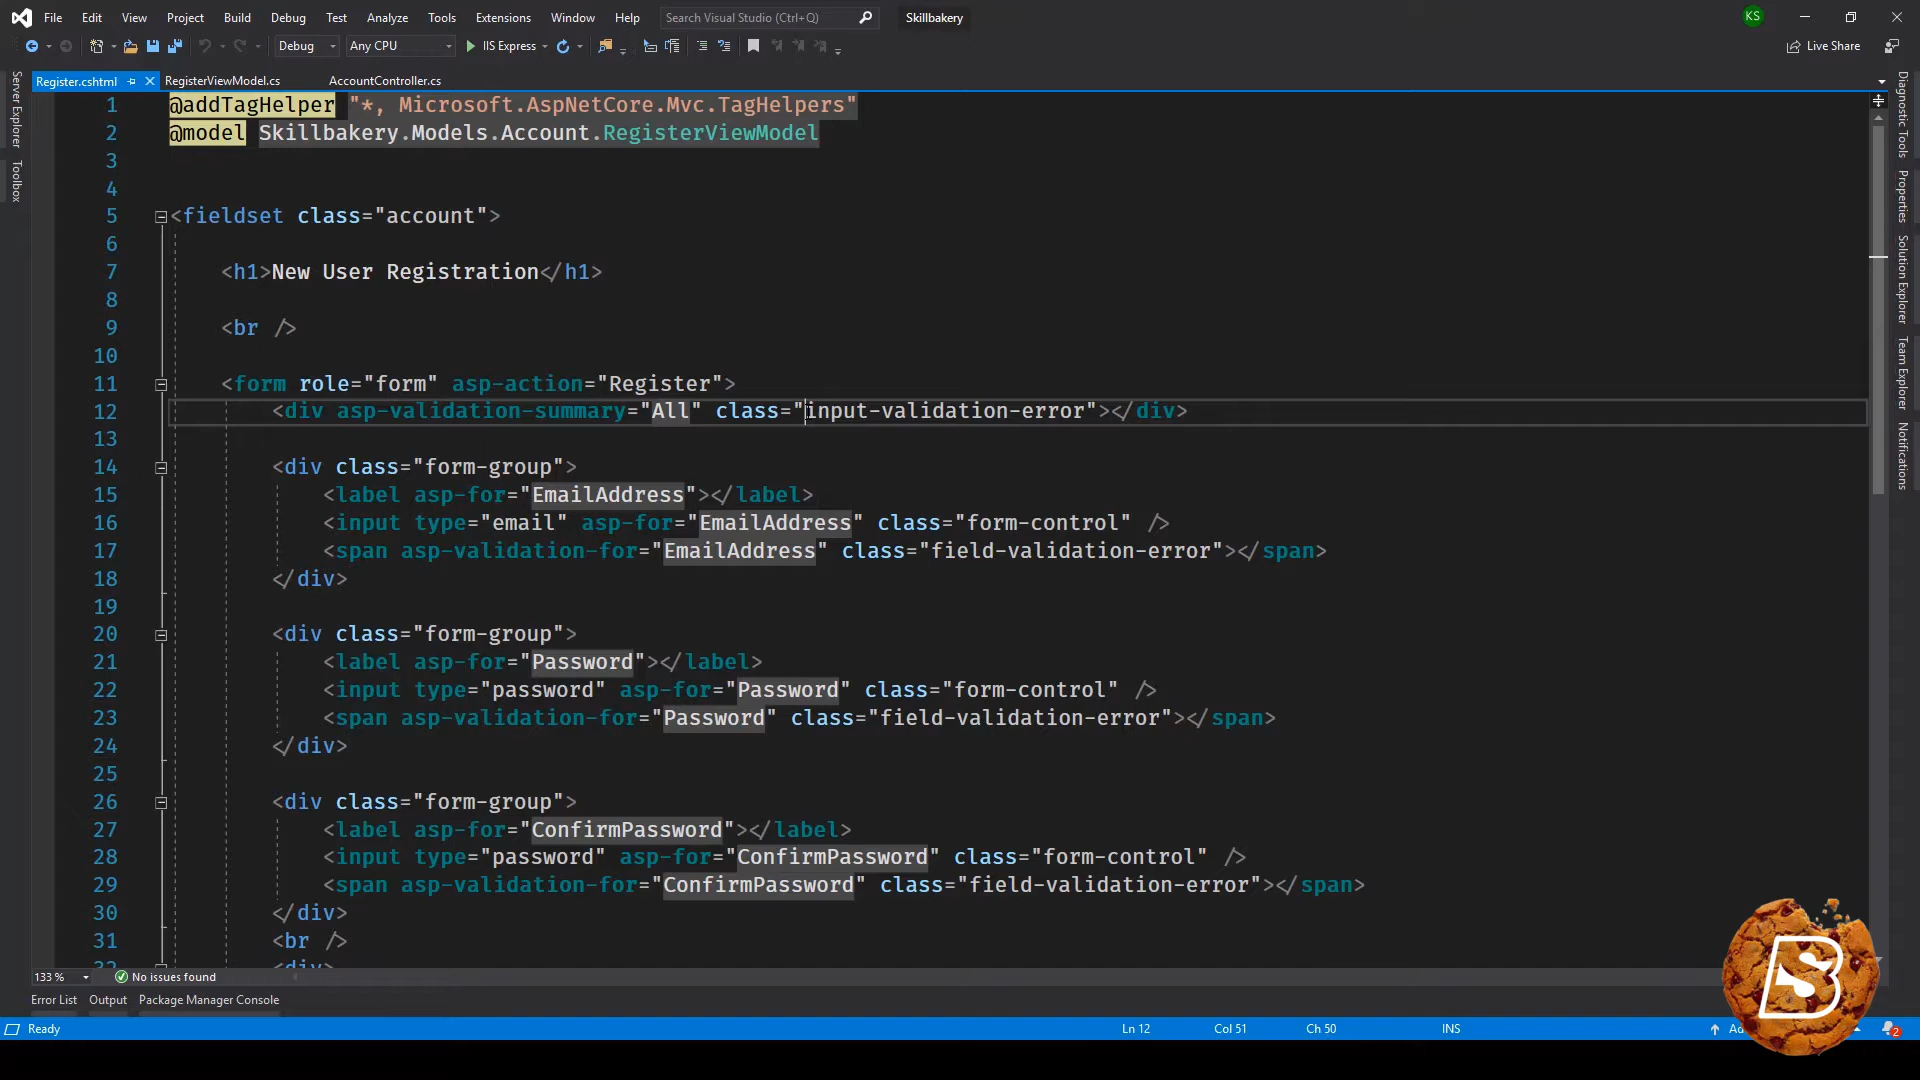 File Edit View Project Build Debug Test Analyze Tools Extensions Window Help Search Visual Studio (Ctrl+Q) Skillbakery KS
Debug Any CPU IIS Express Live Share
Register.cshtml RegisterViewModel.cs AccountController.cs
Server Explorer
Toolbox
1 @addTagHelper "*, Microsoft.AspNetCore.Mvc.TagHelpers"
2 @model Skillbakery.Models.Account.RegisterViewModel
3
4
5 <fieldset class="account">
6
7 <h1>New User Registration</h1>
8
9 <br />
10
11 <form role="form" asp-action="Register">
12 <div asp-validation-summary="All" class="input-validation-error"></div>
13
14 <div class="form-group">
15 <label asp-for="EmailAddress"></label>
16 <input type="email" asp-for="EmailAddress" class="form-control" />
17 <span asp-validation-for="EmailAddress" class="field-validation-error"></span>
18 </div>
19
20 <div class="form-group">
21 <label asp-for="Password"></label>
22 <input type="password" asp-for="Password" class="form-control" />
23 <span asp-validation-for="Password" class="field-validation-error"></span>
24 </div>
25
26 <div class="form-group">
27 <label asp-for="ConfirmPassword"></label>
28 <input type="password" asp-for="ConfirmPassword" class="form-control" />
29 <span asp-validation-for="ConfirmPassword" class="field-validation-error"></span>
30 </div>
31 <br />
32 <div>
Diagnostic Tools
Properties
Solution Explorer
Team Explorer
Notifications
133 % No issues found
Error List Output Package Manager Console
Ready Ln 12 Col 51 Ch 50 INS 2